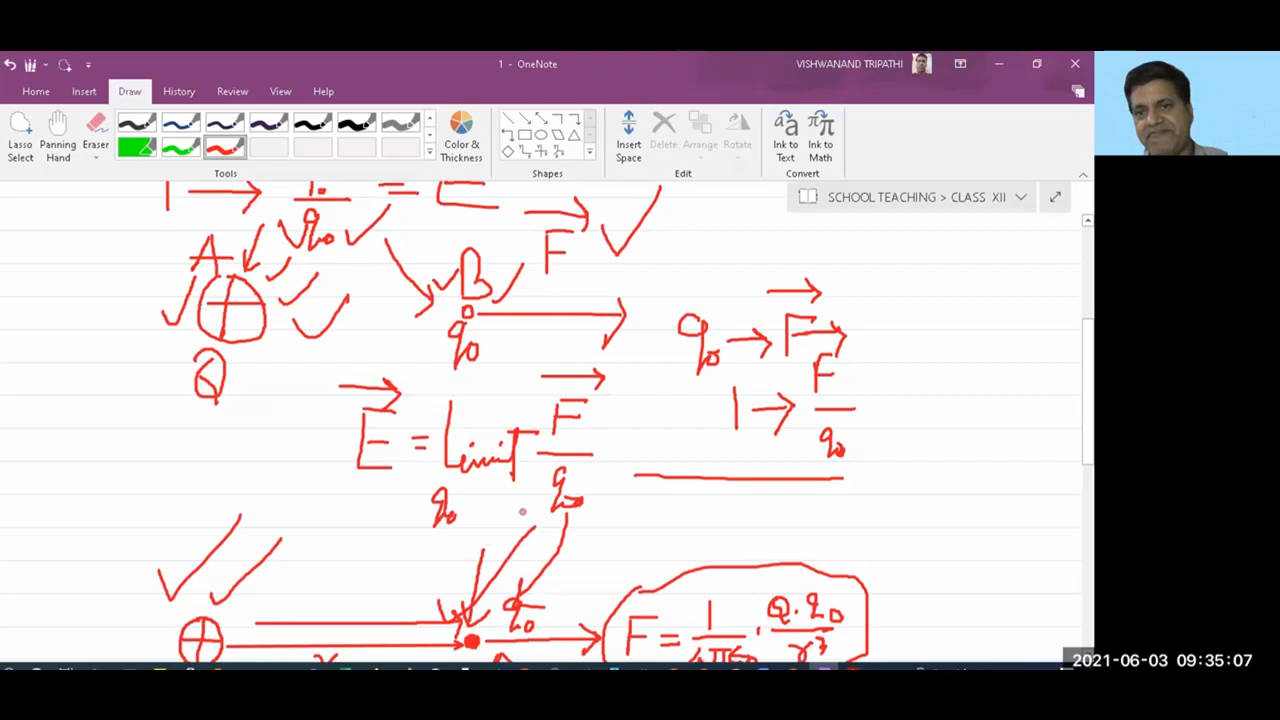 1 - OneNote
VISHWANAND TRIPATHI
Home Insert Draw History Review View Help
Lasso Select
Panning Hand
Eraser
Color & Thickness
Insert Space
Delete
Arrange
Rotate
Ink to Text
Ink to Math
Tools
Shapes
Edit
Convert
SCHOOL TEACHING > CLASS XII
1 → F / q₀ = E
A
F
B
q₀
Q
q₀ → F
1 → F / q₀
E = Limit F / q₀
q₀
q₀
F = 1 / 4πε₀ · Q.q₀ / r³
2021-06-03 09:35:07